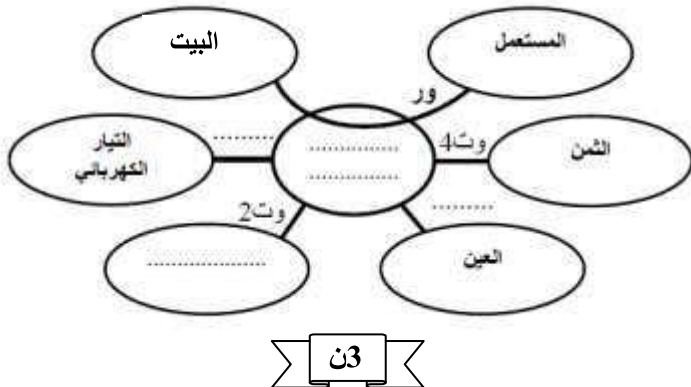 المستعمل
البيت
ور
الثمن
وت4
..............
..............
.........
التيار
الكهربائي
العين
.........
وت2
..................
3ن